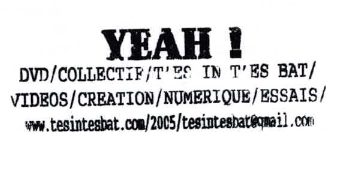 YEAH !
DVD/COLLECTIF/T'ES IN T'ES BAT/
VIDEOS/CREATION/NUMERIQUE/ESSAIS/
www.tesintesbat.com/2005/tesintesbat@gmail.com